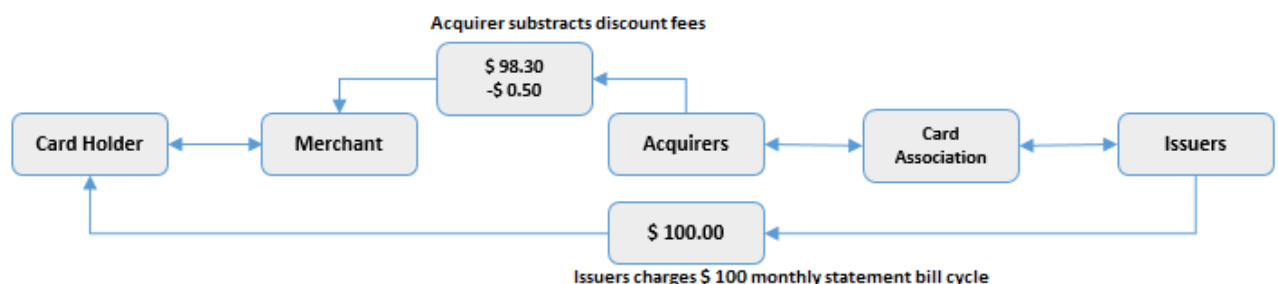 Acquirer substracts discount fees
$ 98.30
-$ 0.50
Card Holder
Merchant
Acquirers
Card
Association
Issuers
$ 100.00
Issuers charges $ 100 monthly statement bill cycle